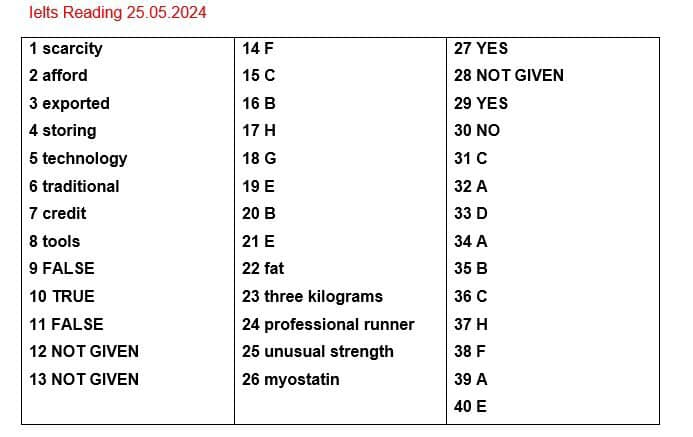 Ielts Reading 25.05.2024
1 scarcity
2 afford
3 exported
4 storing
5 technology
6 traditional
7 credit
8 tools
9 FALSE
10 TRUE
11 FALSE
12 NOT GIVEN
13 NOT GIVEN
14 F
15 C
16 B
17 H
18 G
19 E
20 B
21 E
22 fat
23 three kilograms
24 professional runner
25 unusual strength
26 myostatin
27 YES
28 NOT GIVEN
29 YES
30 NO
31 C
32 A
33 D
34 A
35 B
36 C
37 H
38 F
39 A
40 E